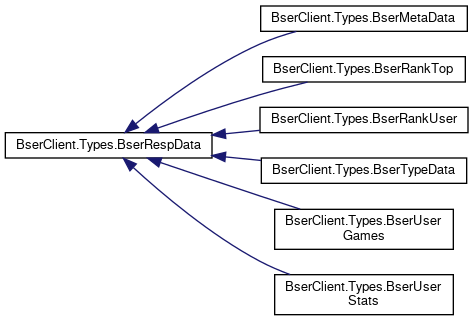 BserClient.Types.BserMetaData
BserClient.Types.BserRankTop
BserClient.Types.BserRankUser
BserClient.Types.BserRespData
BserClient.Types.BserTypeData
BserClient.Types.BserUser
Games
BserClient.Types.BserUser
Stats